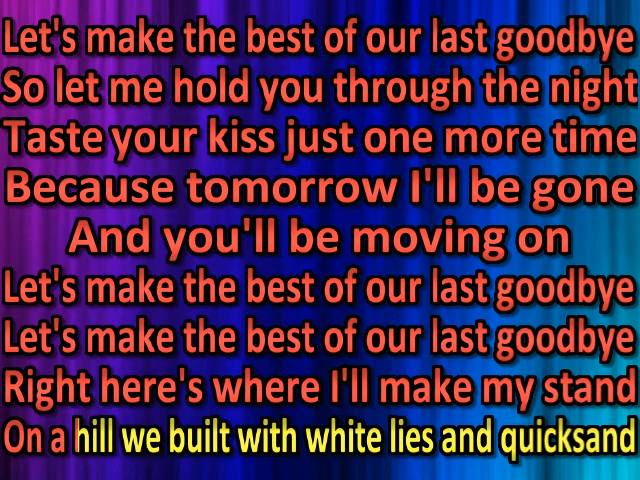 Let's make the best of our last goodbye
So let me hold you through the night
Taste your kiss just one more time
Because tomorrow I'll be gone
And you'll be moving on
Let's make the best of our last goodbye
Let's make the best of our last goodbye
Right here's where I'll make my stand
On a hill we built with white lies and quicksand